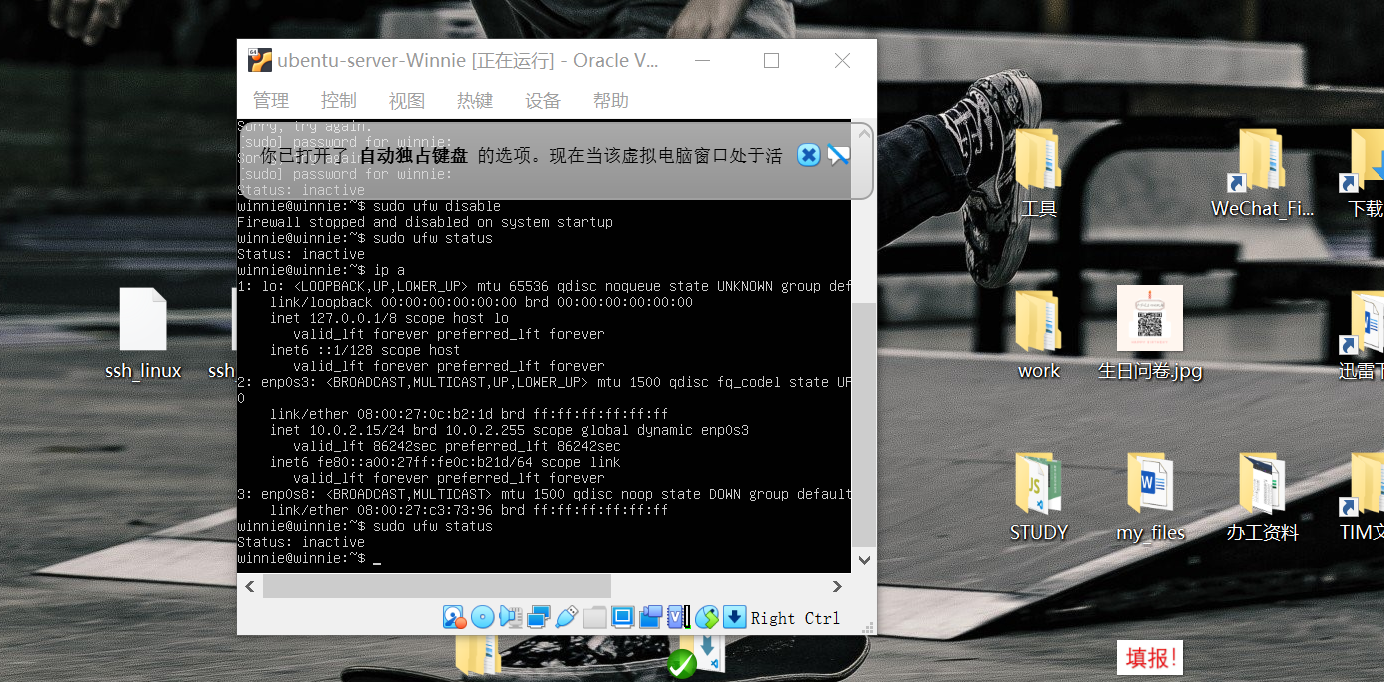 ubentu-server-Winnie [正在运行] - Oracle V...
管理 控制 视图 热键 设备 帮助
Sorry, try again.
[sudo] password for winnie:
你已打开了 自动独占键盘 的选项。现在当该虚拟电脑窗口处于活
Sorry, try again.
[sudo] password for winnie:
Status: inactive
winnie@winnie:~$ sudo ufw disable
Firewall stopped and disabled on system startup
winnie@winnie:~$ sudo ufw status
Status: inactive
winnie@winnie:~$ ip a
1: lo: <LOOPBACK,UP,LOWER_UP> mtu 65536 qdisc noqueue state UNKNOWN group def
link/loopback 00:00:00:00:00:00 brd 00:00:00:00:00:00
inet 127.0.0.1/8 scope host lo
valid_lft forever preferred_lft forever
inet6 ::1/128 scope host
valid_lft forever preferred_lft forever
2: enp0s3: <BROADCAST,MULTICAST,UP,LOWER_UP> mtu 1500 qdisc fq_codel state UP
0
link/ether 08:00:27:0c:b2:1d brd ff:ff:ff:ff:ff:ff
inet 10.0.2.15/24 brd 10.0.2.255 scope global dynamic enp0s3
valid_lft 86242sec preferred_lft 86242sec
inet6 fe80::a00:27ff:fe0c:b21d/64 scope link
valid_lft forever preferred_lft forever
3: enp0s8: <BROADCAST,MULTICAST> mtu 1500 qdisc noop state DOWN group default
link/ether 08:00:27:c3:73:96 brd ff:ff:ff:ff:ff:ff
winnie@winnie:~$ sudo ufw status
Status: inactive
winnie@winnie:~$ _
Right Ctrl
ssh_linux
ssh
工具
WeChat_Fi...
下载
work
生日问卷.jpg
迅雷下
STUDY
my_files
办工资料
TIM文
填报!